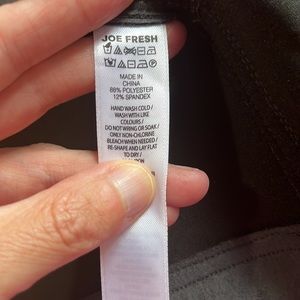 JOE FRESH
MADE IN
CHINA
88% POLYESTER
12% SPANDEX
HAND WASH COLD /
WASH WITH LIKE
COLOURS /
DO NOT WRING OR SOAK /
ONLY NON-CHLORINE
BLEACH WHEN NEEDED /
RE-SHAPE AND LAY FLAT
TO DRY /